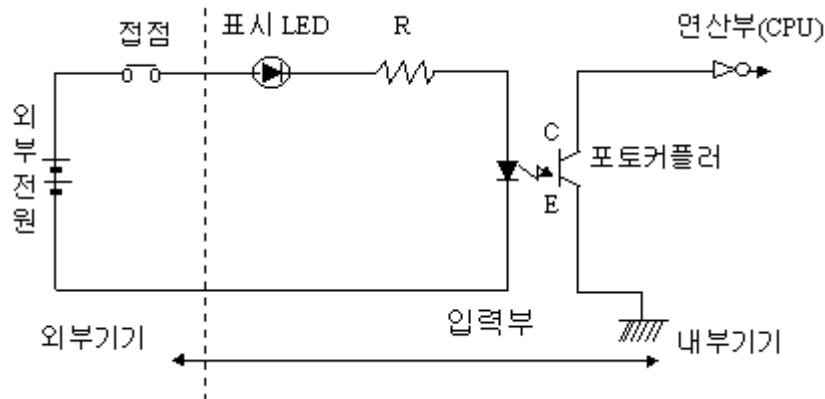 접점
표시 LED
R
연산부(CPU)
외부전원
C
포토커플러
E
입력부
외부기기
내부기기